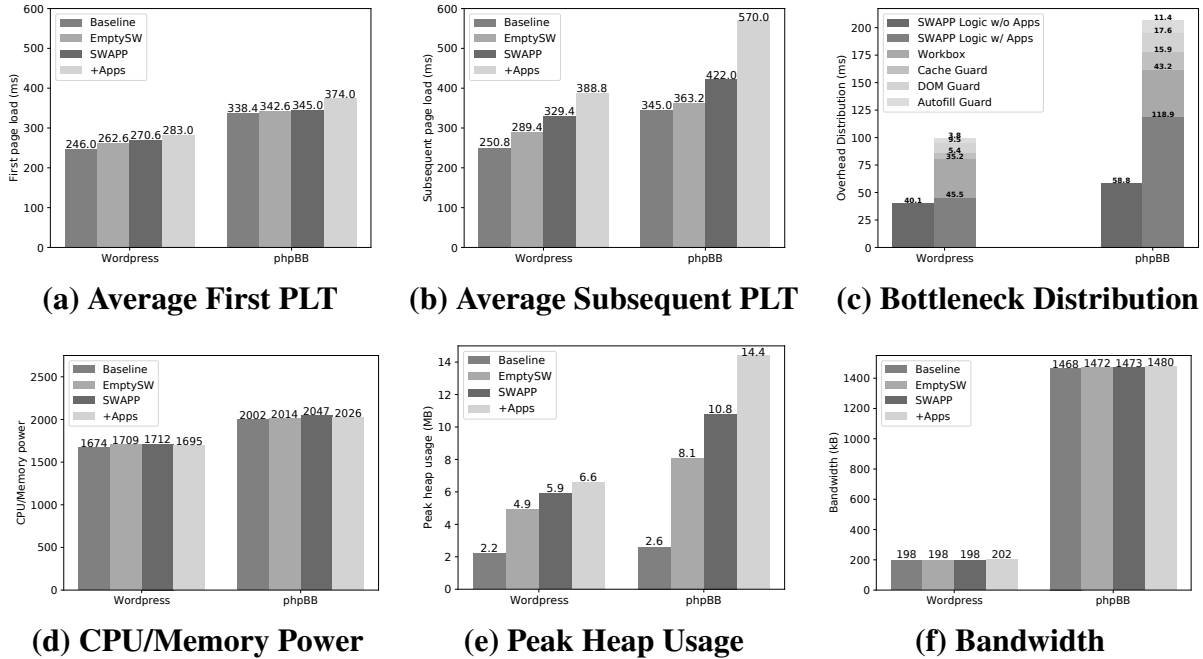 600
500
400
300
200
100
0
First page load (ms)
Baseline
EmptySW
SWAPP
+Apps
246.0 262.6 270.6 283.0
338.4 342.6 345.0 374.0
Wordpress phpBB
(a) Average First PLT
600
500
400
300
200
100
0
Subsequent page load (ms)
Baseline
EmptySW
SWAPP
+Apps
250.8 289.4 329.4 388.8
345.0 363.2 422.0 570.0
Wordpress phpBB
(b) Average Subsequent PLT
200
175
150
125
100
75
50
25
0
Overhead Distribution (ms)
SWAPP Logic w/o Apps
SWAPP Logic w/ Apps
Workbox
Cache Guard
DOM Guard
Autofill Guard
40.1
3.8
9.5
5.4
35.2
45.5
58.8
11.4
17.6
15.9
43.2
118.9
Wordpress phpBB
(c) Bottleneck Distribution
2500
2000
1500
1000
500
0
CPU/Memory power
Baseline
EmptySW
SWAPP
+Apps
1674 1709 1712 1695
2002 2014 2047 2026
Wordpress phpBB
(d) CPU/Memory Power
14
12
10
8
6
4
2
0
Peak heap usage (MB)
Baseline
EmptySW
SWAPP
+Apps
2.2 4.9 5.9 6.6
2.6 8.1 10.8 14.4
Wordpress phpBB
(e) Peak Heap Usage
1400
1200
1000
800
600
400
200
0
Bandwidth (kB)
Baseline
EmptySW
SWAPP
+Apps
198 198 198 202
1468 1472 1473 1480
Wordpress phpBB
(f) Bandwidth